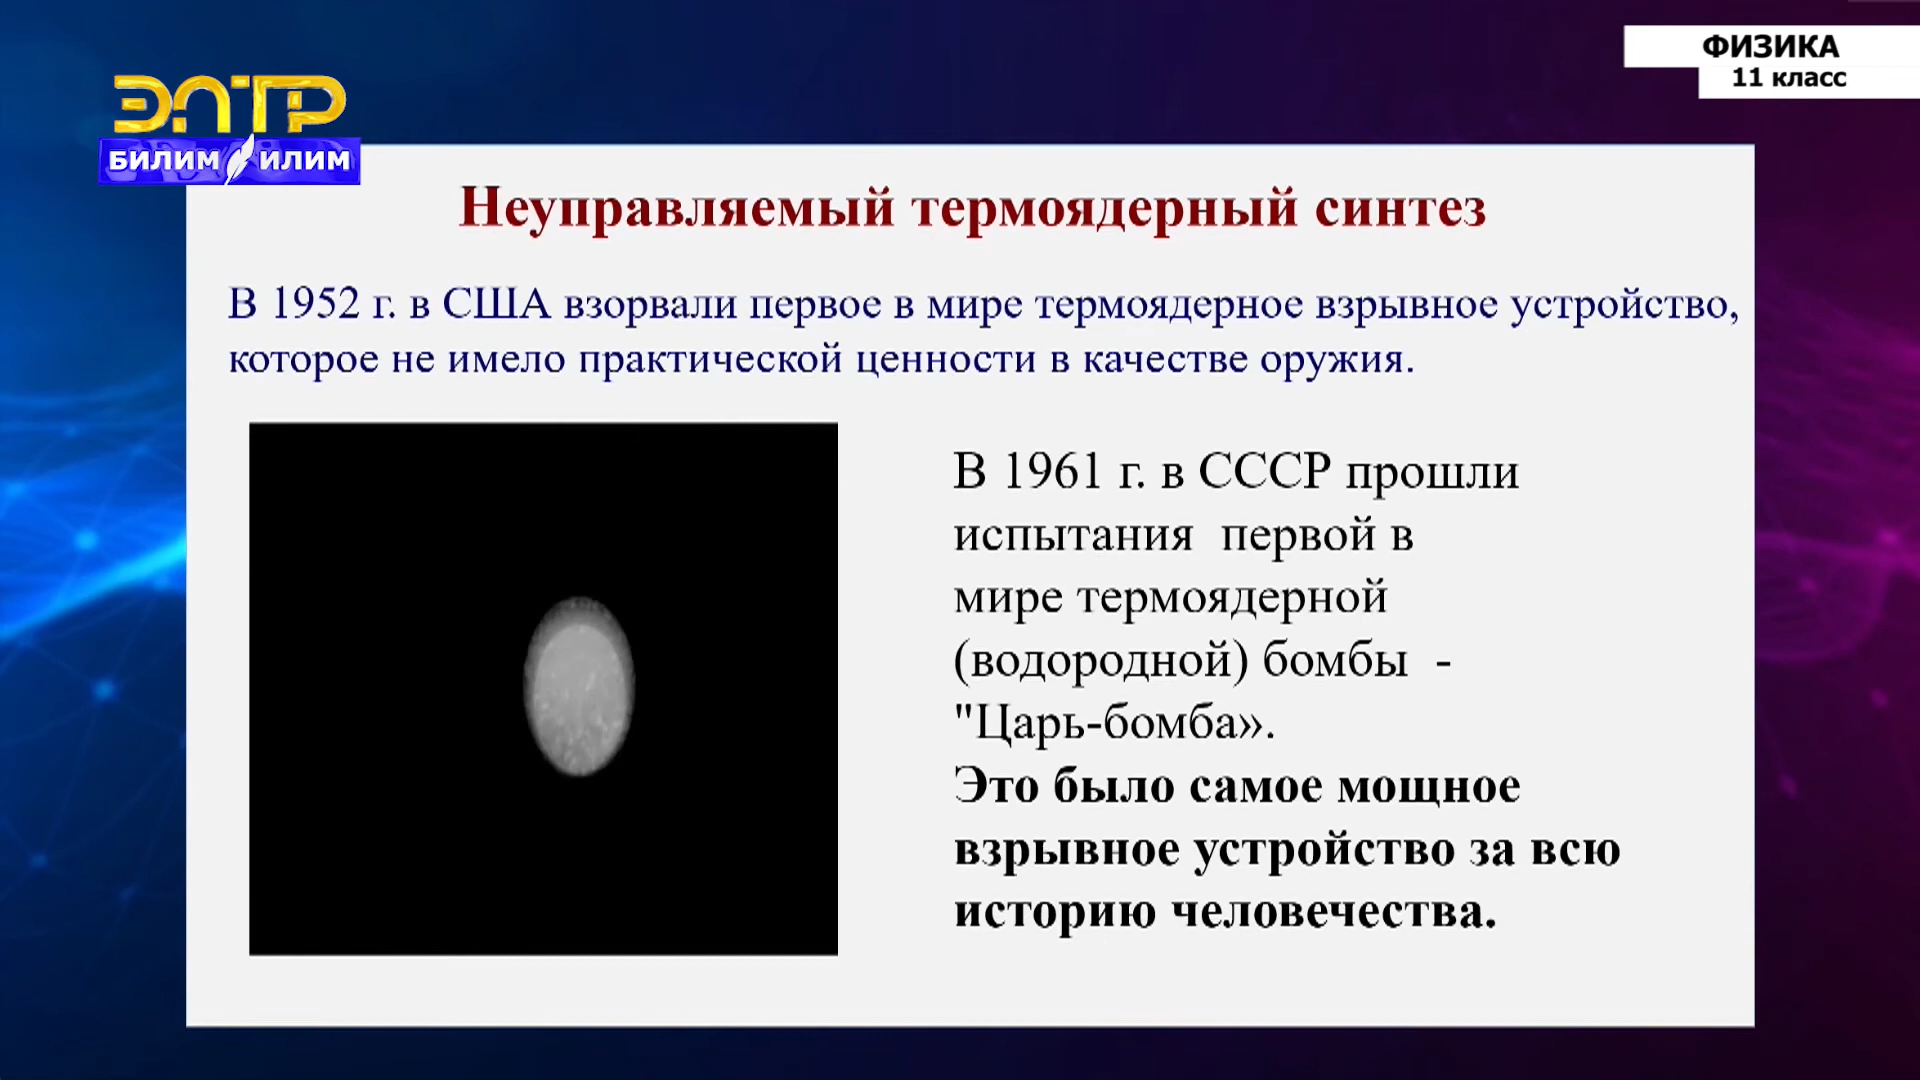 ФИЗИКА
11 класс
ЭЛТР
БИЛИМ ИЛИМ
Неуправляемый термоядерный синтез
В 1952 г. в США взорвали первое в мире термоядерное взрывное устройство,
которое не имело практической ценности в качестве оружия.
В 1961 г. в СССР прошли
испытания  первой в
мире термоядерной
(водородной) бомбы  -
"Царь-бомба».
Это было самое мощное
взрывное устройство за всю
историю человечества.